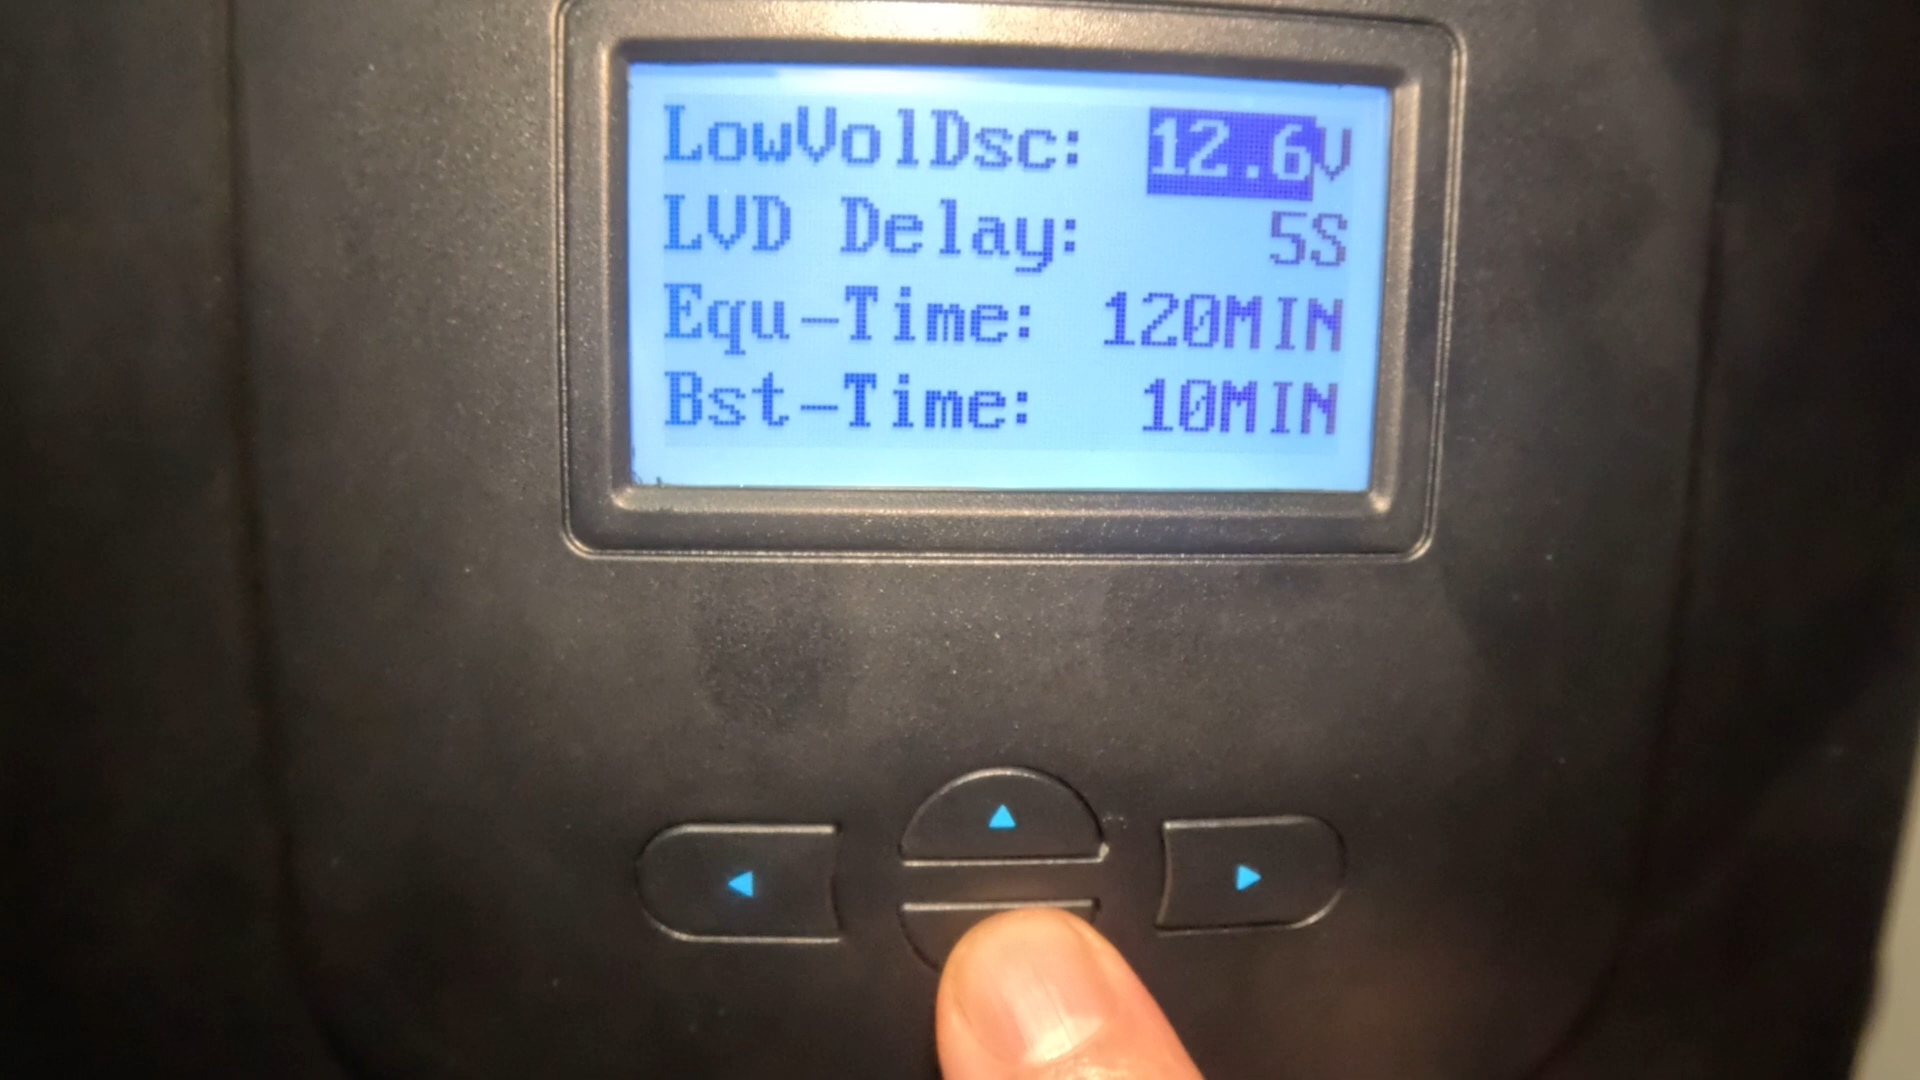 LowVolDsc: 12.6V
LVD Delay: 5S
Equ-Time: 120MIN
Bst-Time: 10MIN